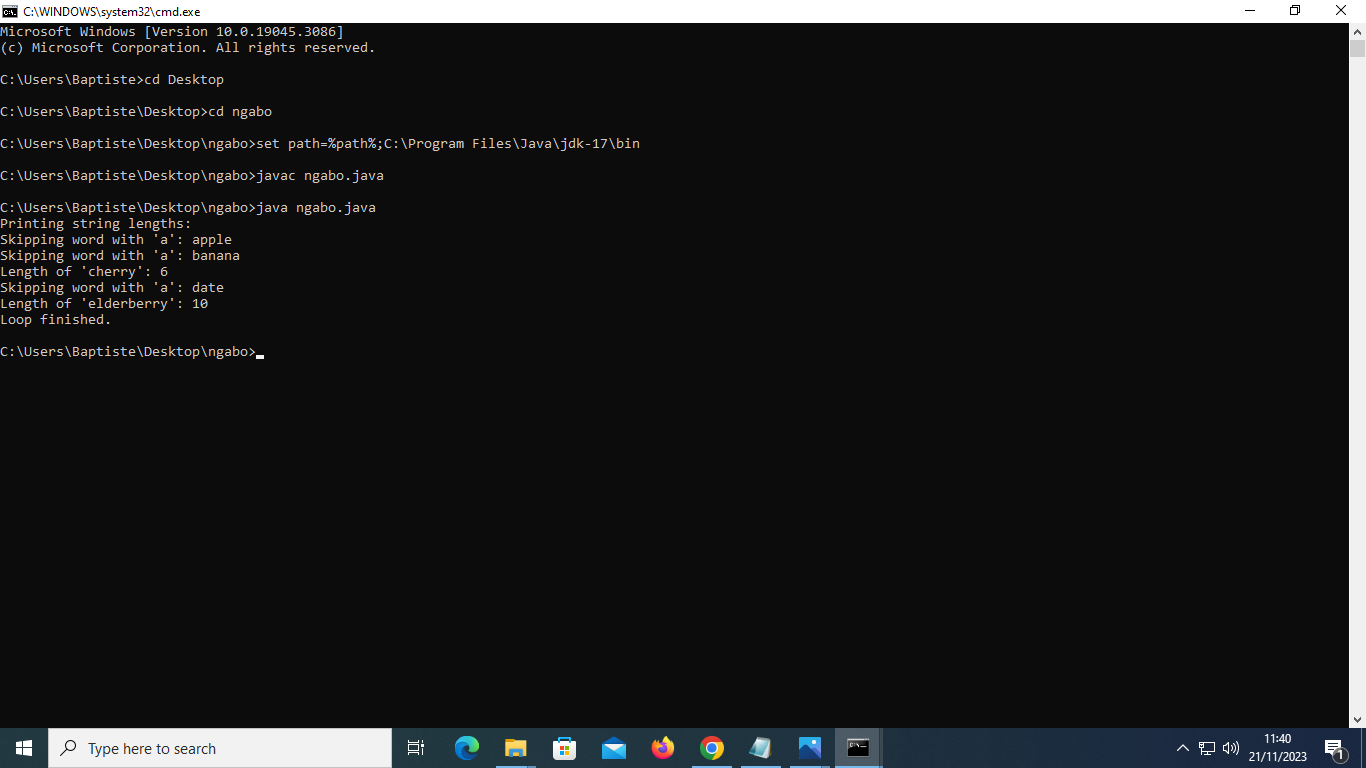 C:\WINDOWS\system32\cmd.exe
Microsoft Windows [Version 10.0.19045.3086]
(c) Microsoft Corporation. All rights reserved.
C:\Users\Baptiste>cd Desktop
C:\Users\Baptiste\Desktop>cd ngabo
C:\Users\Baptiste\Desktop\ngabo>set path=%path%;C:\Program Files\Java\jdk-17\bin
C:\Users\Baptiste\Desktop\ngabo>javac ngabo.java
C:\Users\Baptiste\Desktop\ngabo>java ngabo.java
Printing string lengths:
Skipping word with 'a': apple
Skipping word with 'a': banana
Length of 'cherry': 6
Skipping word with 'a': date
Length of 'elderberry': 10
Loop finished.
C:\Users\Baptiste\Desktop\ngabo>
Type here to search
11:40
21/11/2023
1